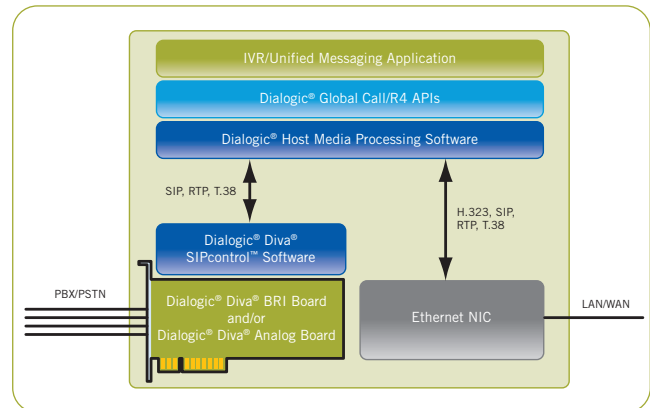 IVR/Unified Messaging Application
Dialogic® Global Call/R4 APIs
Dialogic® Host Media Processing Software
SIP, RTP, T.38
H.323, SIP,
RTP, T.38
Dialogic® Diva®
SIPcontrol™ Software
PBX/PSTN
Dialogic® Diva® BRI Board
and/or
Dialogic® Diva® Analog Board
Ethernet NIC
LAN/WAN